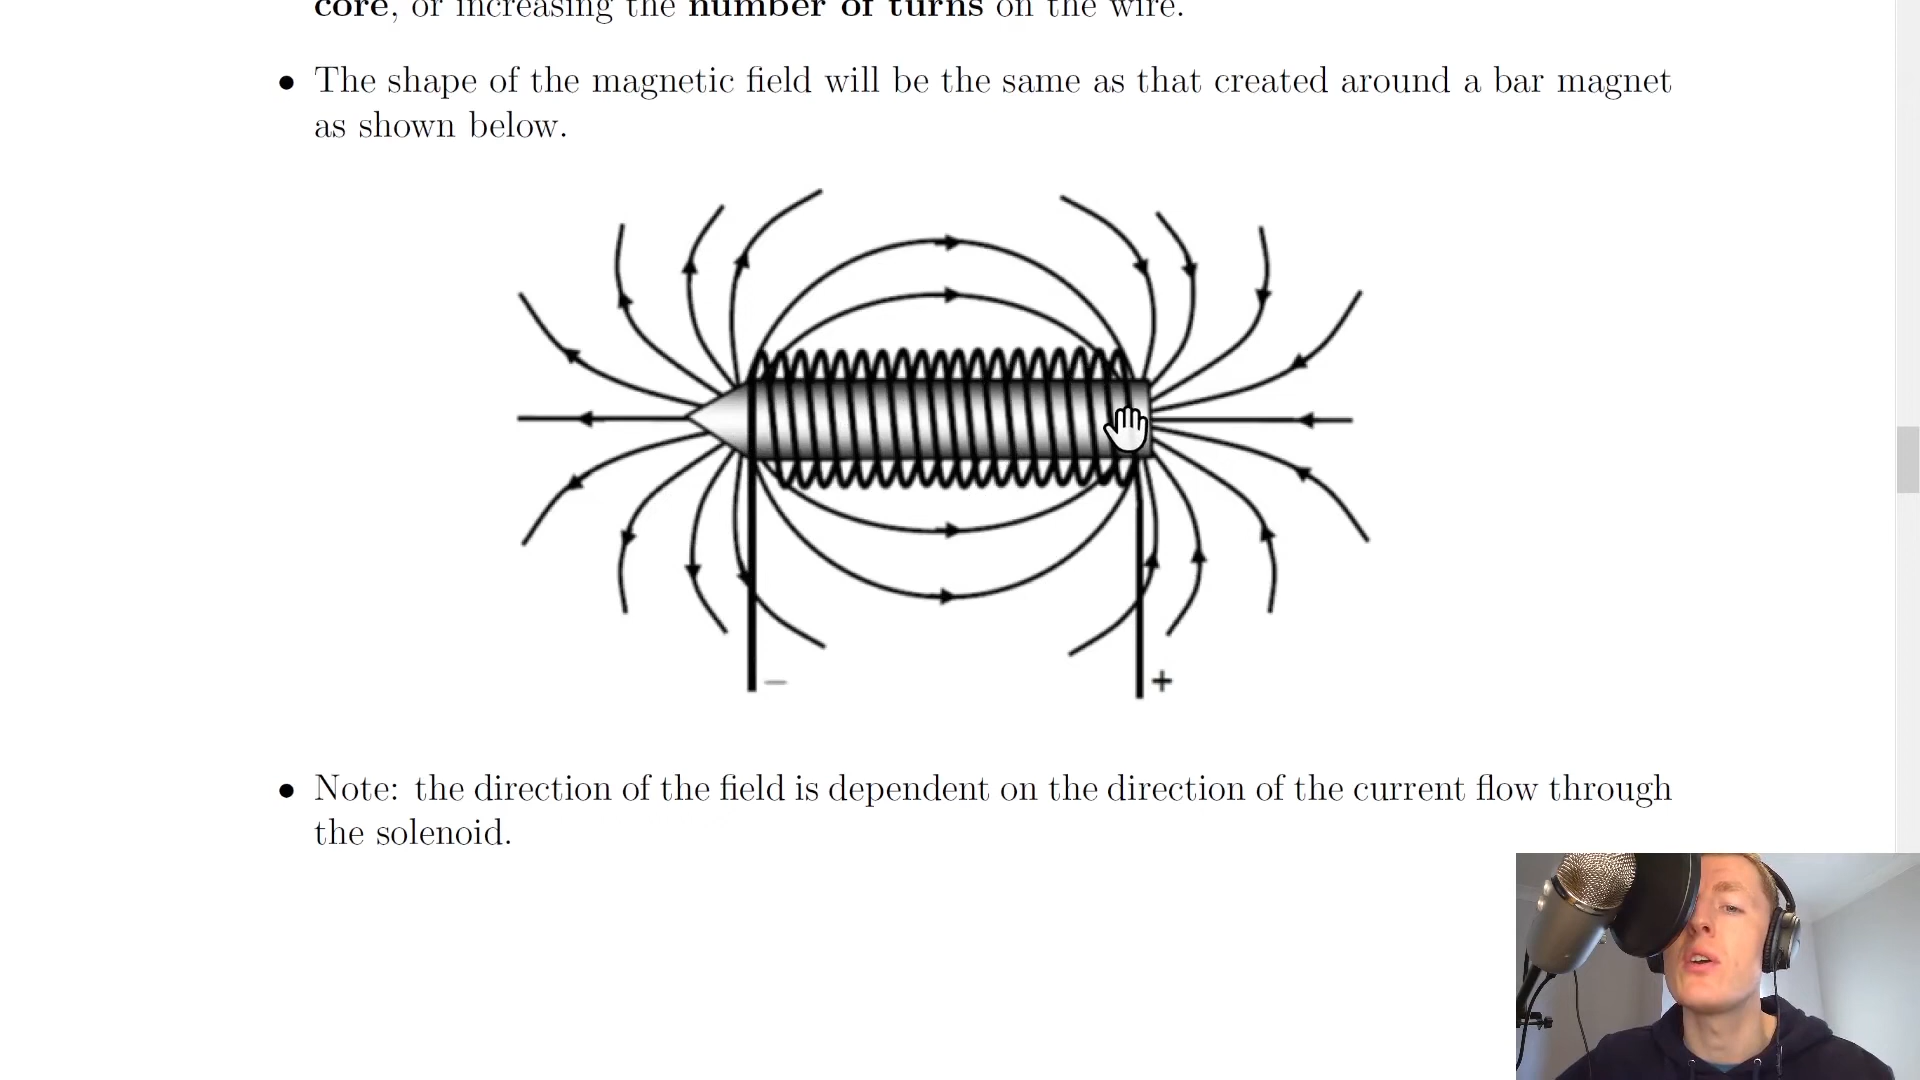 core, or increasing the number of turns on the wire.
• The shape of the magnetic field will be the same as that created around a bar magnet
as shown below.
− +
• Note: the direction of the field is dependent on the direction of the current flow through
the solenoid.